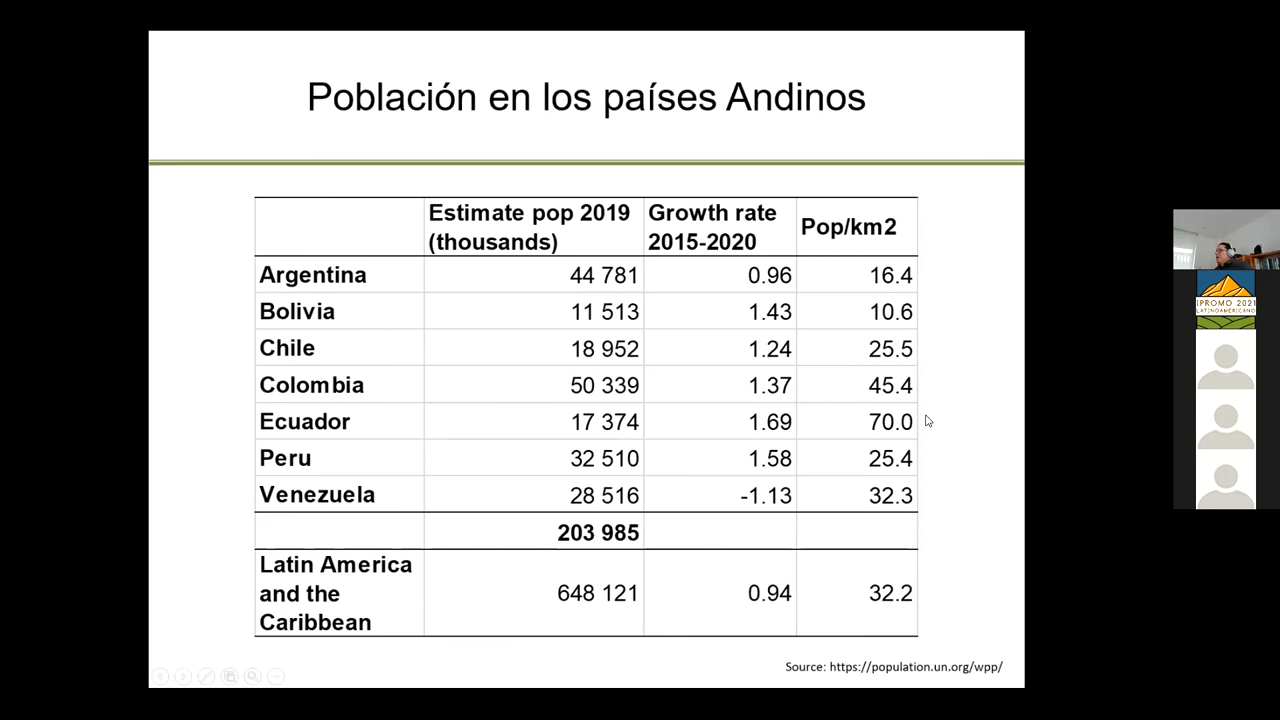 Población en los países Andinos
Estimate pop 2019 (thousands) Growth rate 2015-2020 Pop/km2
Argentina 44 781 0.96 16.4
Bolivia 11 513 1.43 10.6
Chile 18 952 1.24 25.5
Colombia 50 339 1.37 45.4
Ecuador 17 374 1.69 70.0
Peru 32 510 1.58 25.4
Venezuela 28 516 -1.13 32.3
203 985
Latin America and the Caribbean 648 121 0.94 32.2
Source: https://population.un.org/wpp/
IPROMO 2021
LATINOAMERICANO